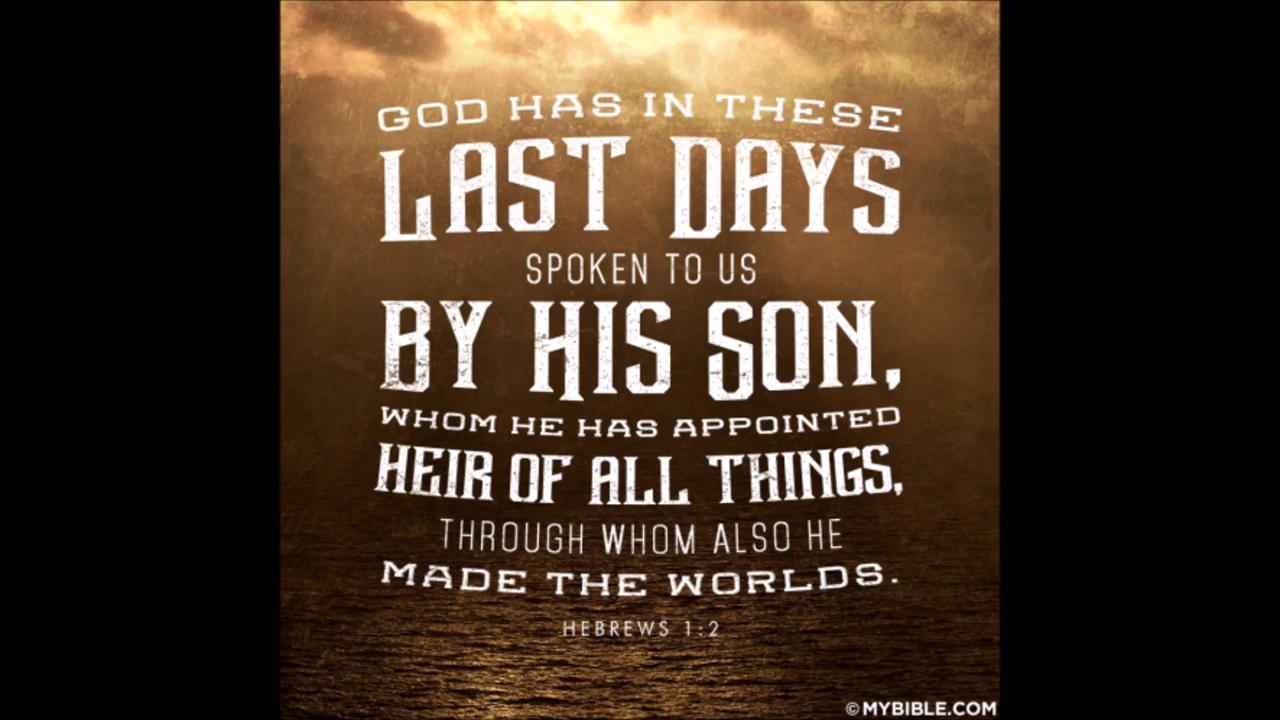 GOD HAS IN THESE
LAST DAYS
SPOKEN TO US
BY HIS SON,
WHOM HE HAS APPOINTED
HEIR OF ALL THINGS,
THROUGH WHOM ALSO HE
MADE THE WORLDS.
HEBREWS 1:2
©MYBIBLE.COM